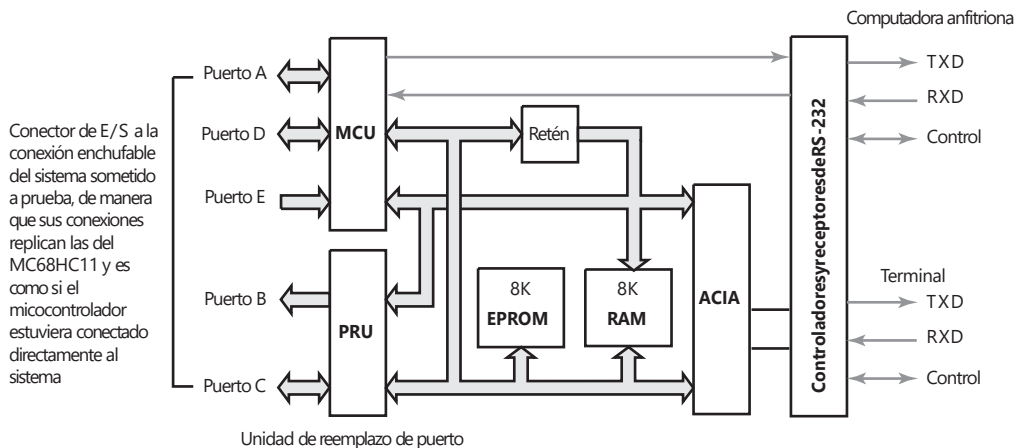 Computadora anfitriona
TXD
RXD
Control
Puerto A
Puerto D
Puerto E
Puerto B
Puerto C
Conector de E/S a la
conexión enchufable
del sistema sometido
a prueba, de manera
que sus conexiones
replican las del
MC68HC11 y es
como si el
micocontrolador
estuviera conectado
directamente al
sistema
MCU
Retén
PRU
8K
EPROM
8K
RAM
ACIA
ControladoresyreceptoresdeRS-232
Terminal
TXD
RXD
Control
Unidad de reemplazo de puerto